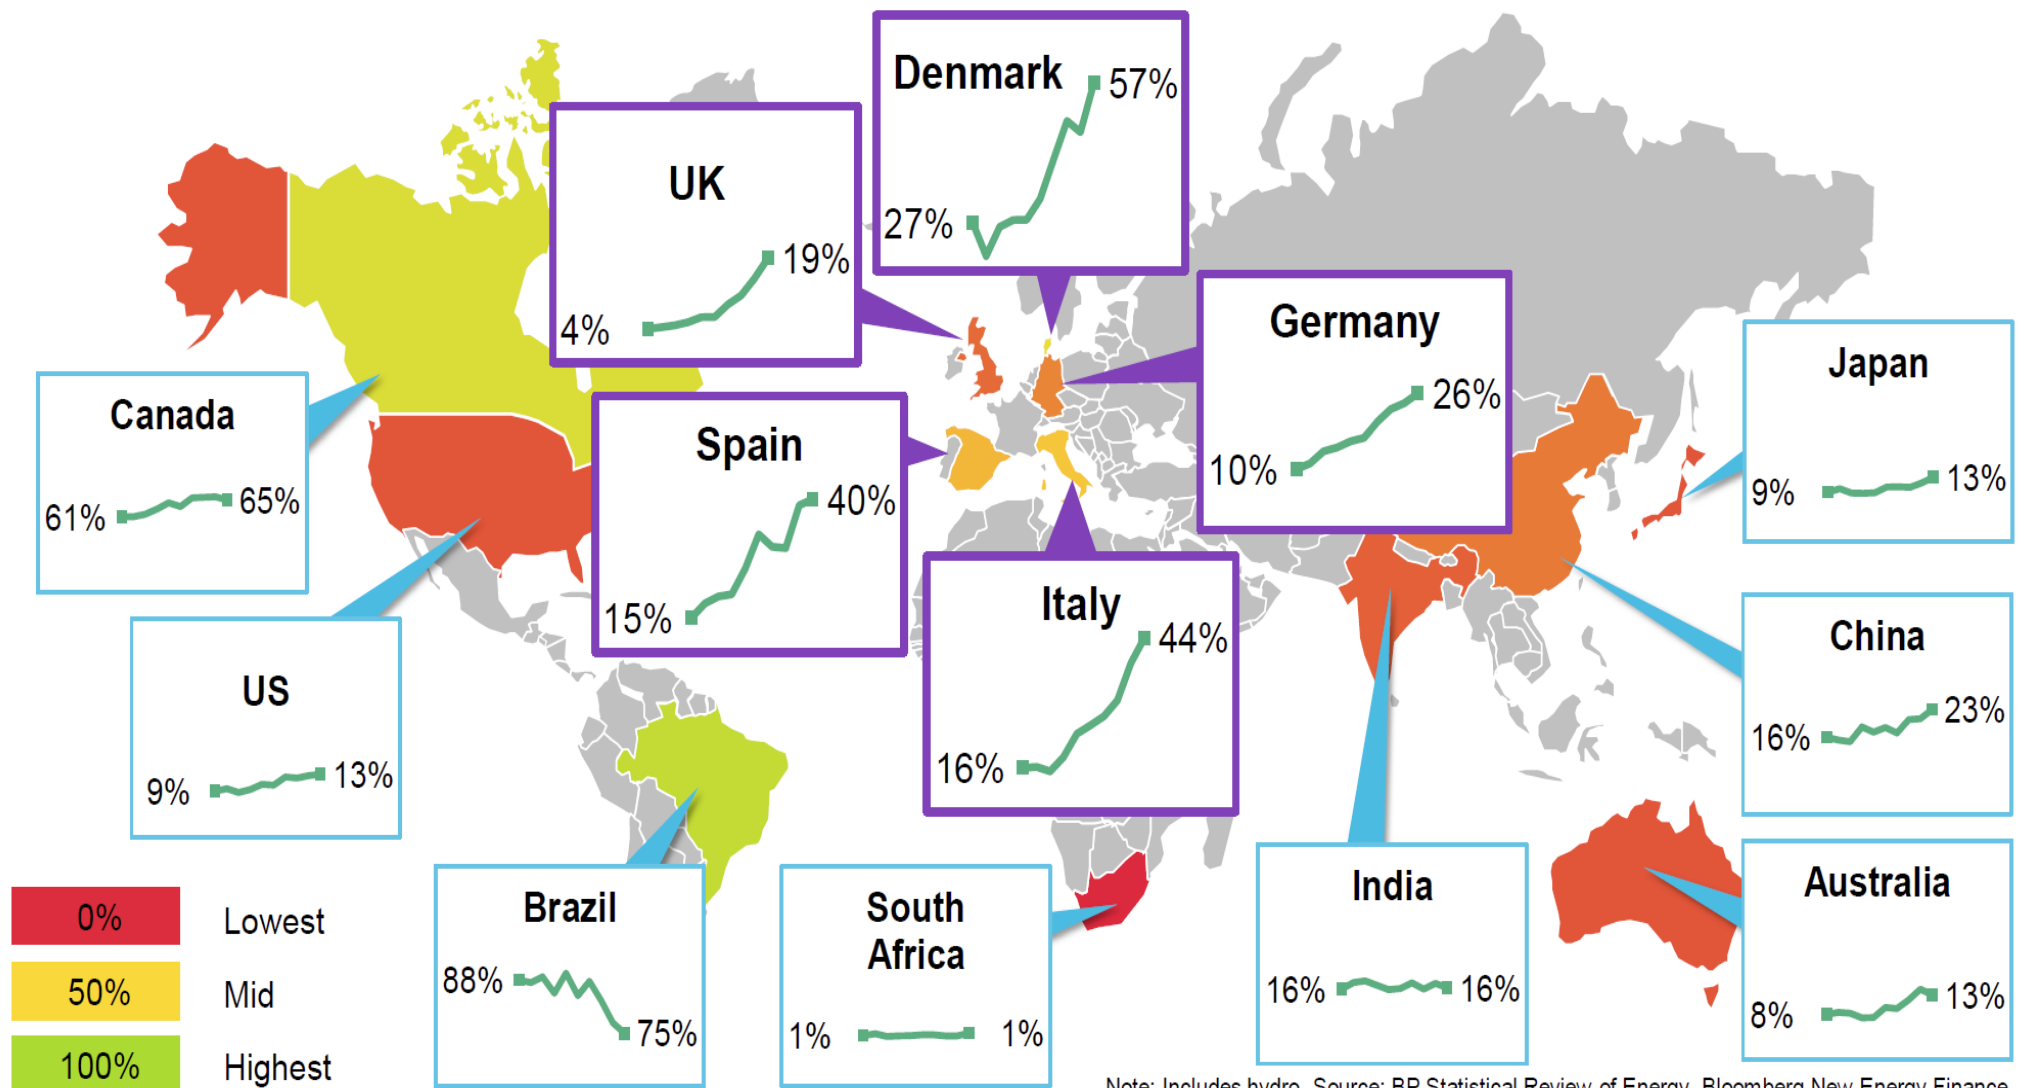 Denmark
57%
27%
UK
19%
4%
Germany
26%
10%
Japan
9%
13%
Canada
61%
65%
Spain
40%
15%
Italy
44%
16%
China
23%
16%
US
9%
13%
Brazil
88%
75%
South
Africa
1%
1%
India
16%
16%
Australia
13%
8%
0%
Lowest
50%
Mid
100%
Highest
Note: Includes hydro. Source: BP Statistical Review of Energy, Bloomberg New Energy Finance